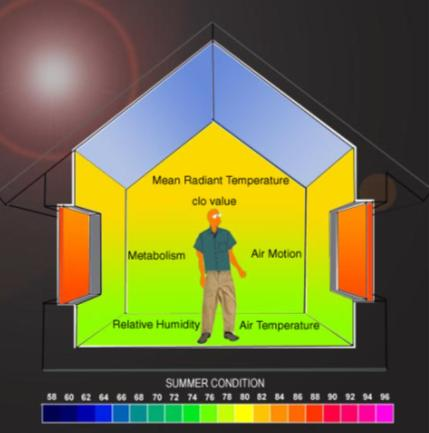 Mean Radiant Temperature
clo value
Metabolism Air Motion
Relative Humidity Air Temperature
SUMMER CONDITION
58 60 62 64 66 68 70 72 74 76 78 80 82 84 86 88 90 92 94 96